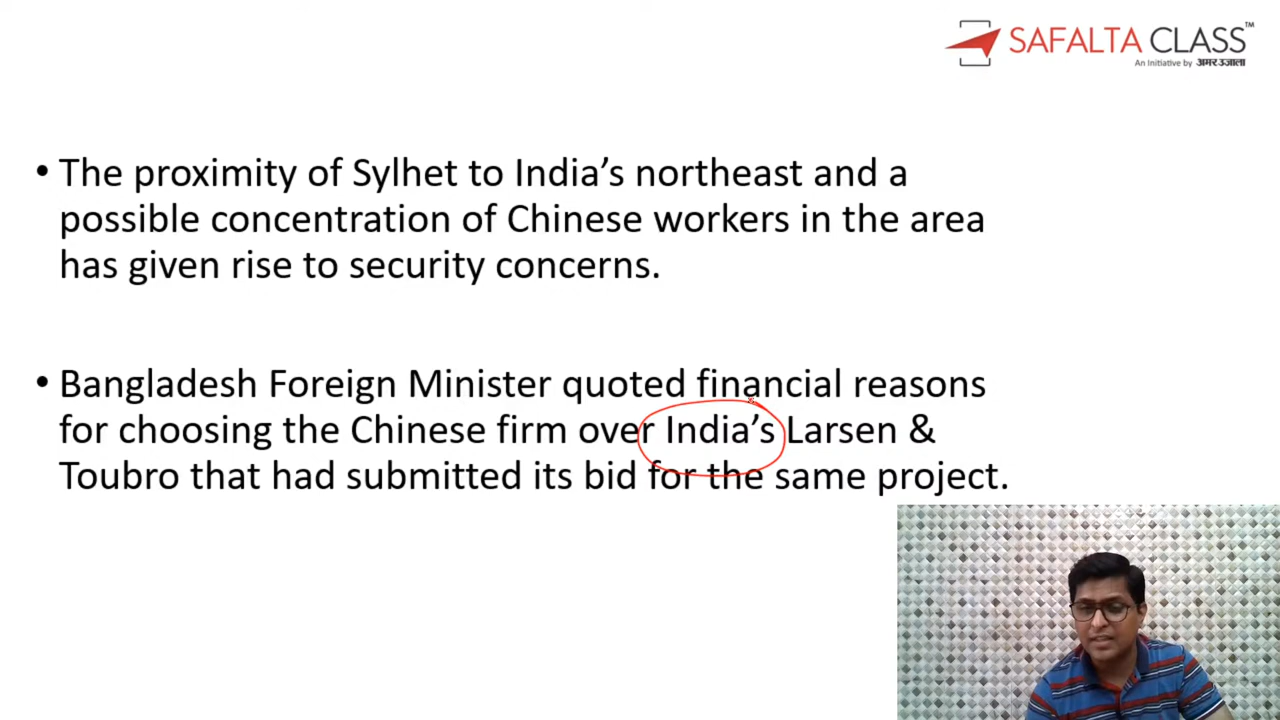 SAFALTA CLASS™
An Initiative by अमर उजाला
• The proximity of Sylhet to India’s northeast and a
possible concentration of Chinese workers in the area
has given rise to security concerns.
• Bangladesh Foreign Minister quoted financial reasons
for choosing the Chinese firm over India’s Larsen &
Toubro that had submitted its bid for the same project.